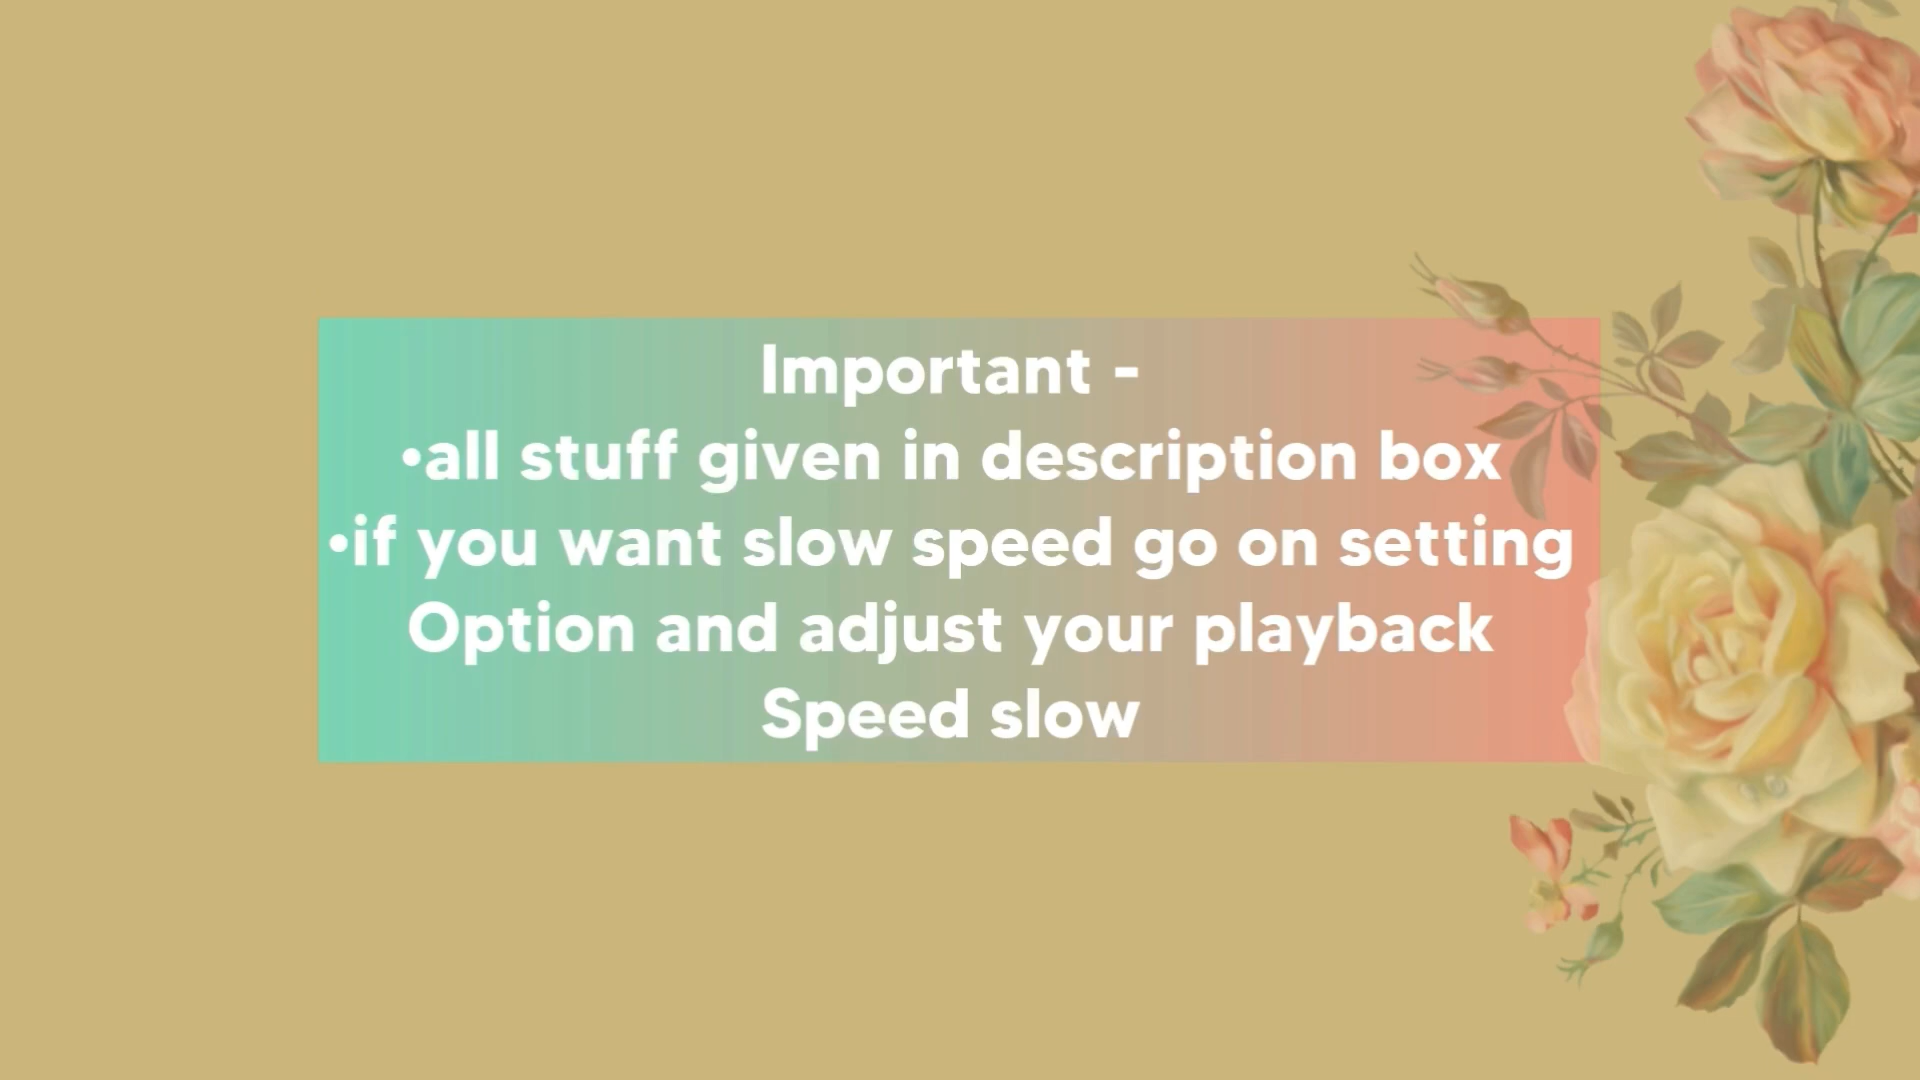 Important -
•all stuff given in description box
•if you want slow speed go on setting
Option and adjust your playback
Speed slow